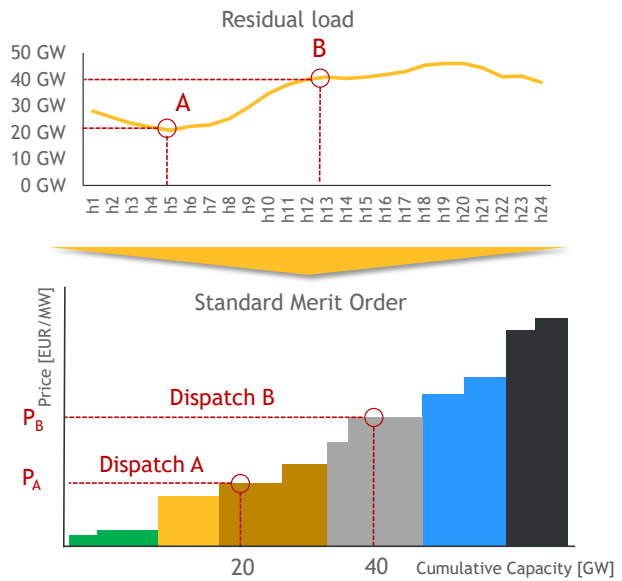 Residual load
50 GW
40 GW
30 GW
20 GW
10 GW
0 GW
A
B
h1 h2 h3 h4 h5 h6 h7 h8 h9 h10 h11 h12 h13 h14 h15 h16 h17 h18 h19 h20 h21 h22 h23 h24
Standard Merit Order
Price [EUR/MW]
Dispatch B
PB
Dispatch A
PA
20
40
Cumulative Capacity [GW]